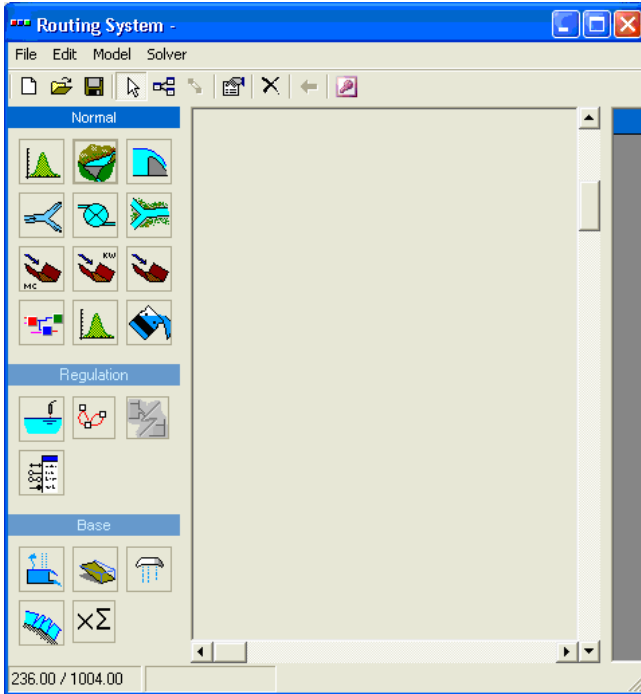 Routing System -
File Edit Model Solver
Normal
KW
MC
Regulation
Base
×Σ
236.00 / 1004.00